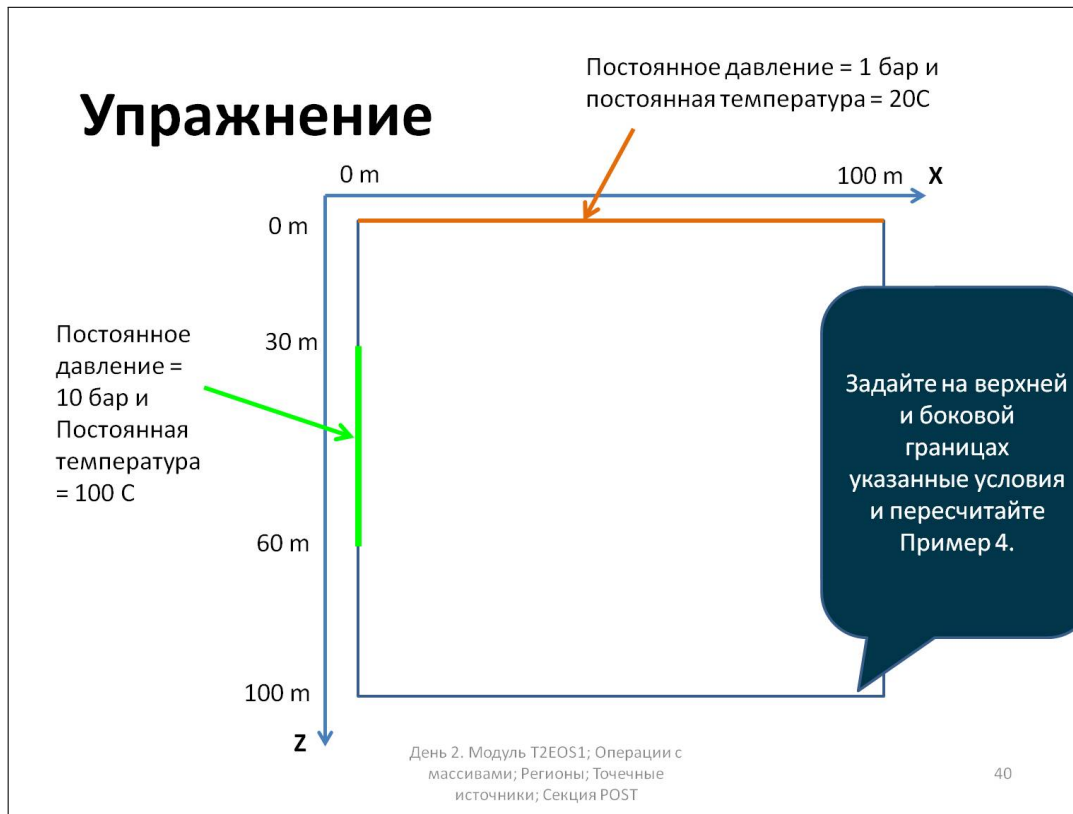 Упражнение
Постоянное давление = 1 бар и
постоянная температура = 20C
0 m
100 m
X
0 m
30 m
60 m
100 m
Z
Постоянное
давление =
10 бар и
Постоянная
температура
= 100 C
Задайте на верхней
и боковой
границах
указанные условия
и пересчитайте
Пример 4.
День 2. Модуль T2EOS1; Операции с
массивами; Регионы; Точечные
источники; Секция POST
40